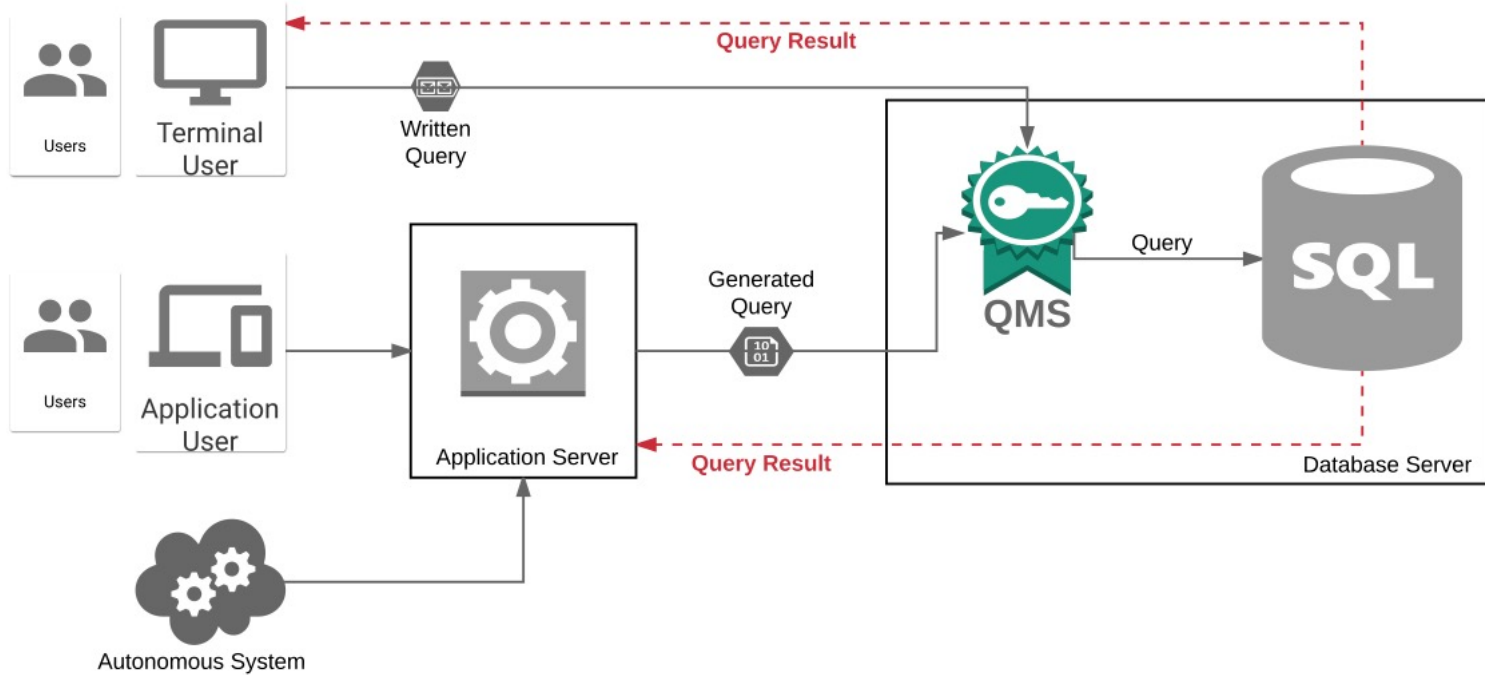 Query Result
Users
Terminal
User
Written
Query
Query
SQL
QMS
Generated
Query
10
01
Users
Application
User
Application Server
Query Result
Database Server
Autonomous System